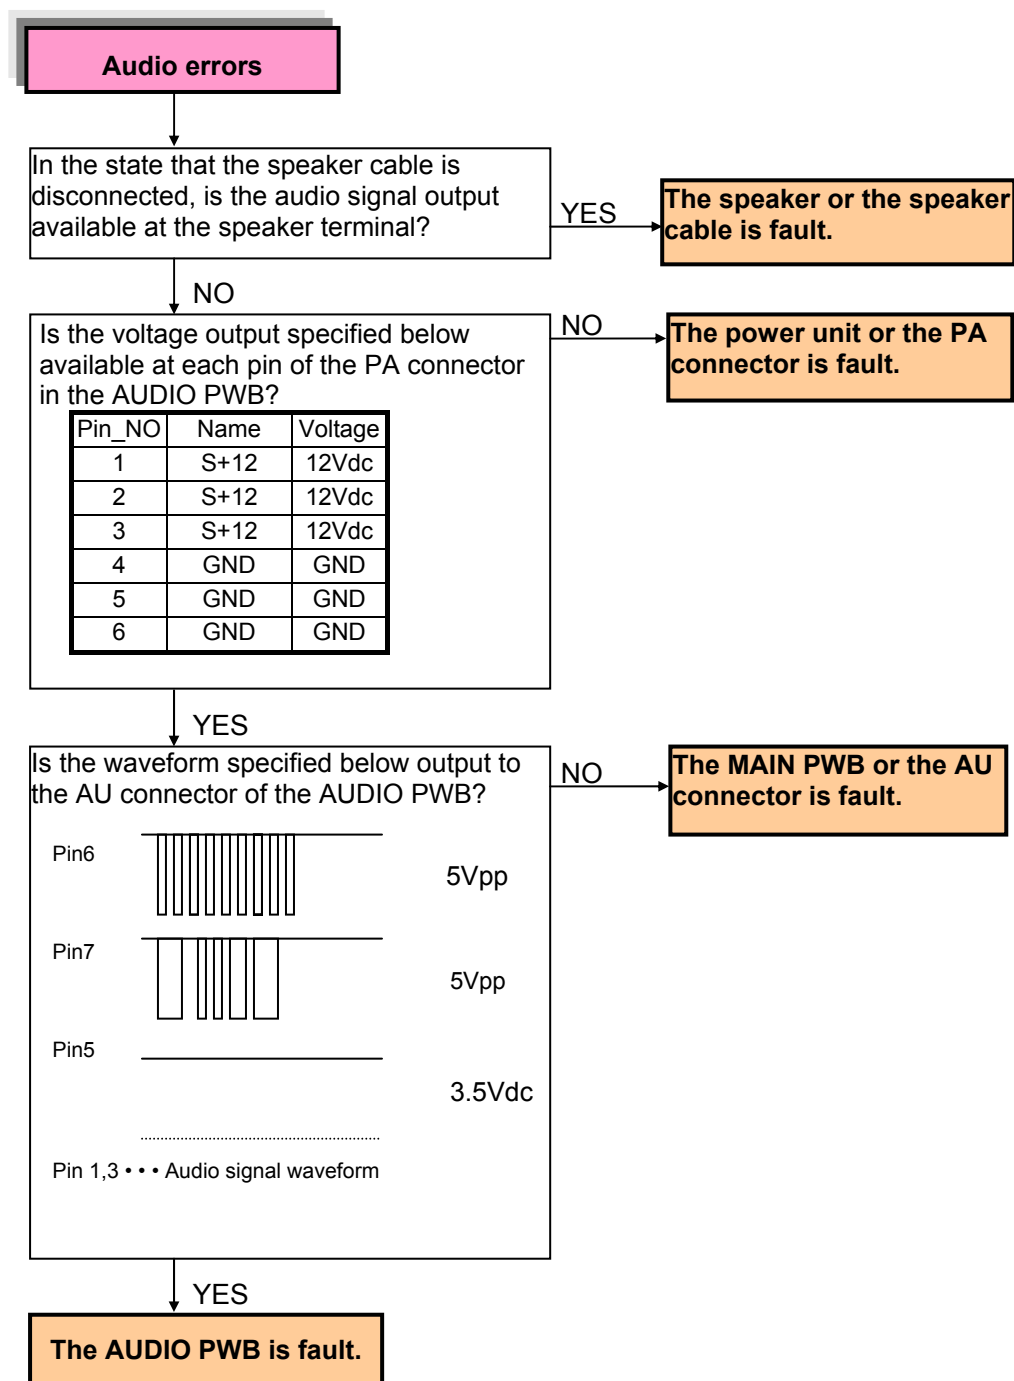 Audio errors
In the state that the speaker cable is
disconnected, is the audio signal output
available at the speaker terminal?
YES
The speaker or the speaker
cable is fault.
NO
Is the voltage output specified below
available at each pin of the PA connector
in the AUDIO PWB?
NO
The power unit or the PA
connector is fault.
Pin_NO Name Voltage
1 S+12 12Vdc
2 S+12 12Vdc
3 S+12 12Vdc
4 GND GND
5 GND GND
6 GND GND
YES
Is the waveform specified below output to
the AU connector of the AUDIO PWB?
NO
The MAIN PWB or the AU
connector is fault.
Pin6
5Vpp
Pin7
5Vpp
Pin5
3.5Vdc
Pin 1,3 • • • Audio signal waveform
YES
The AUDIO PWB is fault.